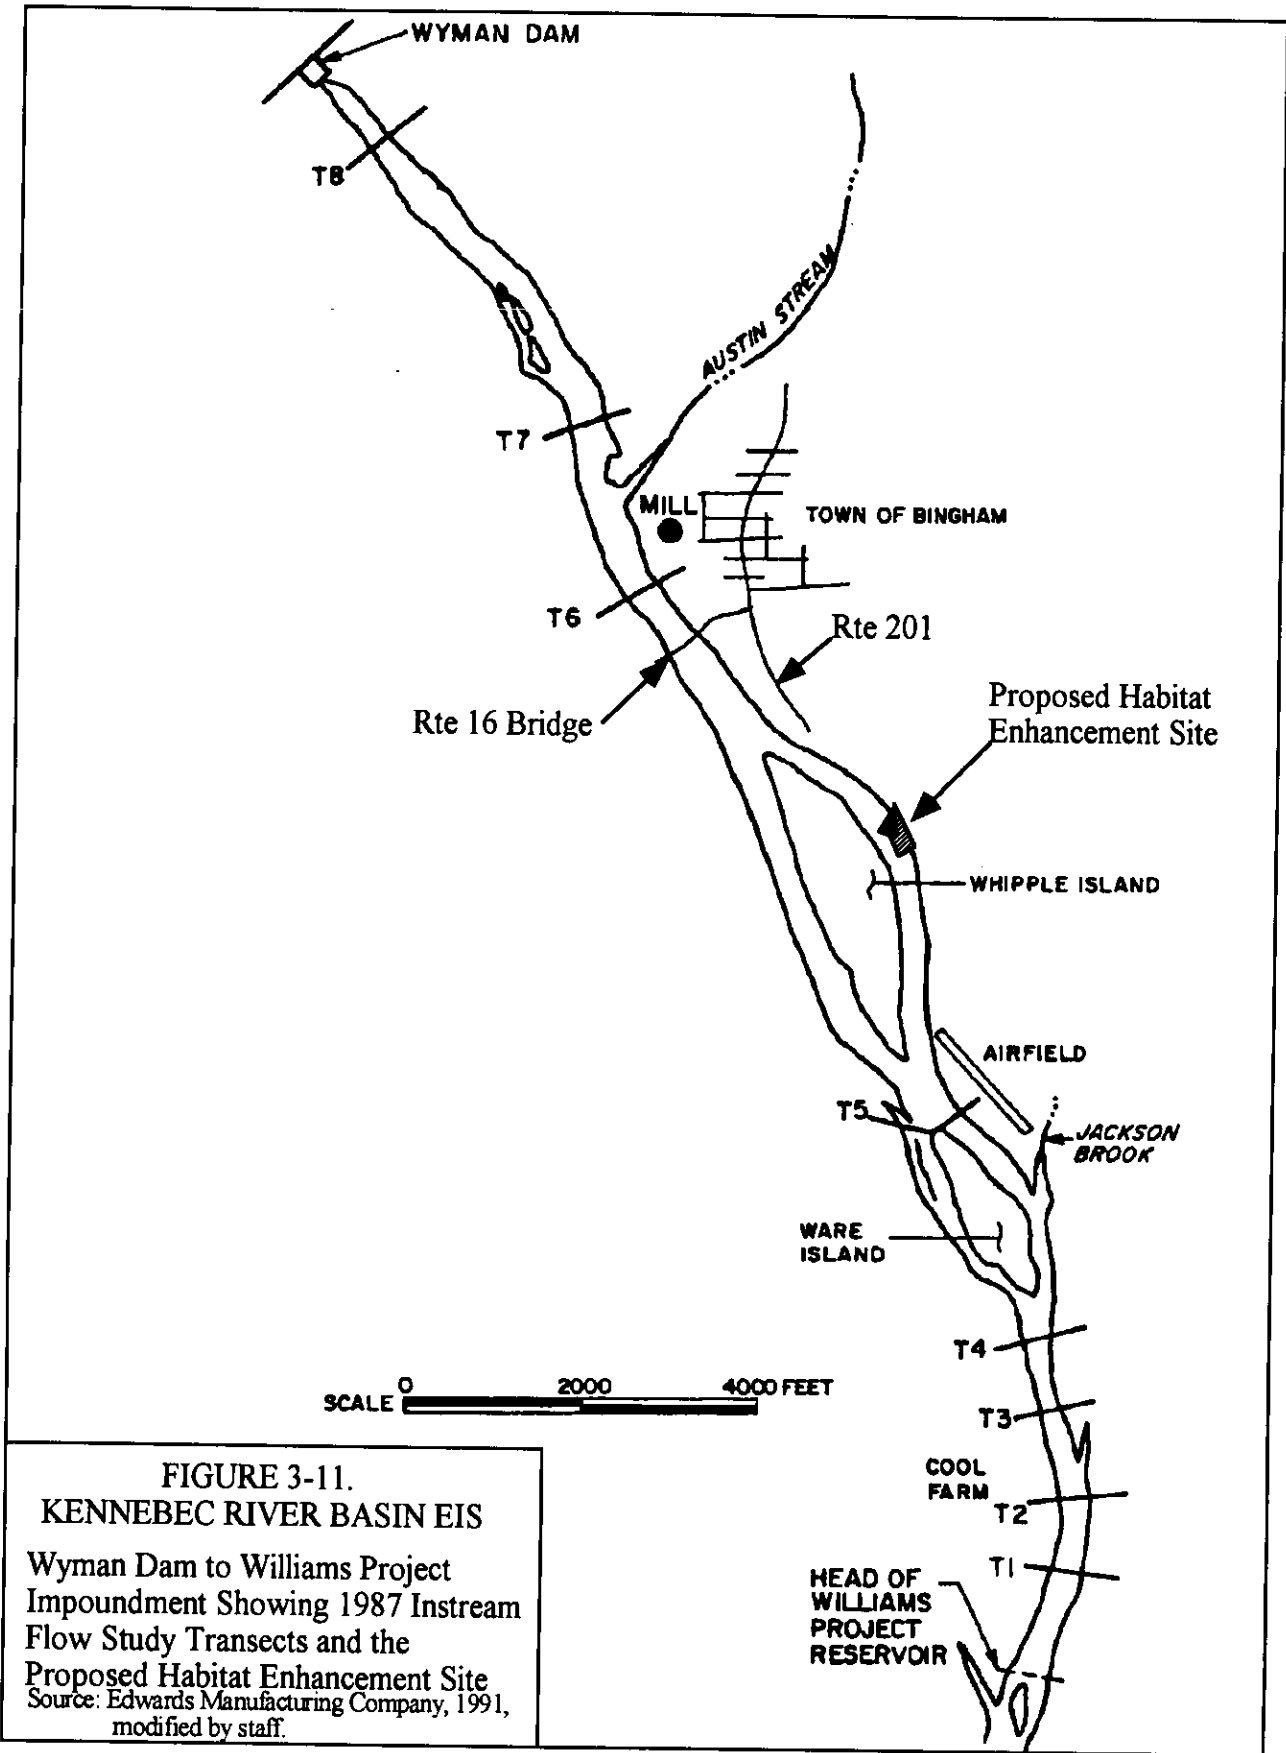 WYMAN DAM
T8
AUSTIN STREAM
T7
MILL
TOWN OF BINGHAM
T6
Rte 201
Rte 16 Bridge
Proposed Habitat
Enhancement Site
WHIPPLE ISLAND
AIRFIELD
T5
JACKSON
BROOK
WARE
ISLAND
T4
SCALE 0 2000 4000 FEET
T3
COOL
FARM
T2
T1
HEAD OF
WILLIAMS
PROJECT
RESERVOIR
FIGURE 3-11.
KENNEBEC RIVER BASIN EIS
Wyman Dam to Williams Project
Impoundment Showing 1987 Instream
Flow Study Transects and the
Proposed Habitat Enhancement Site
Source: Edwards Manufacturing Company, 1991,
modified by staff.